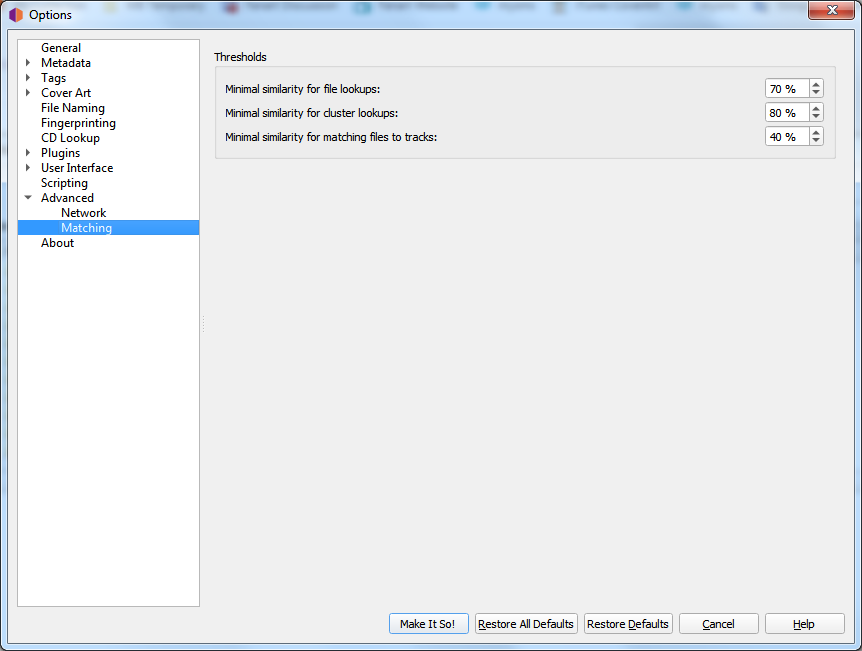 Options
General
Metadata
Tags
Cover Art
File Naming
Fingerprinting
CD Lookup
Plugins
User Interface
Scripting
Advanced
Network
Matching
About
Thresholds
Minimal similarity for file lookups: 70 %
Minimal similarity for cluster lookups: 80 %
Minimal similarity for matching files to tracks: 40 %
Make It So! Restore All Defaults Restore Defaults Cancel Help